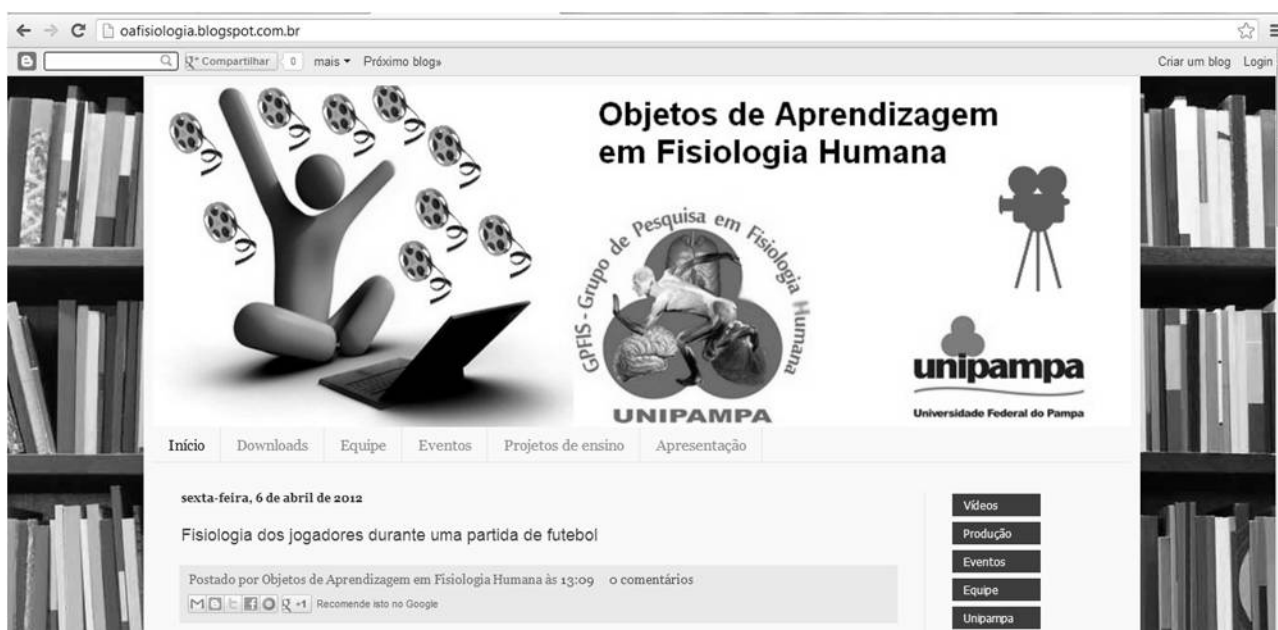 oafisiologia.blogspot.com.br
Compartilhar 0 mais Próximo blog» Criar um blog Login
Objetos de Aprendizagem
em Fisiologia Humana
GPFIS - Grupo de Pesquisa em Fisiologia Humana
UNIPAMPA
unipampa
Universidade Federal do Pampa
Início Downloads Equipe Eventos Projetos de ensino Apresentação
sexta-feira, 6 de abril de 2012
Fisiologia dos jogadores durante uma partida de futebol
Postado por Objetos de Aprendizagem em Fisiologia Humana às 13:09 0 comentários
+1 Recomende isto no Google
Vídeos
Produção
Eventos
Equipe
Unipampa